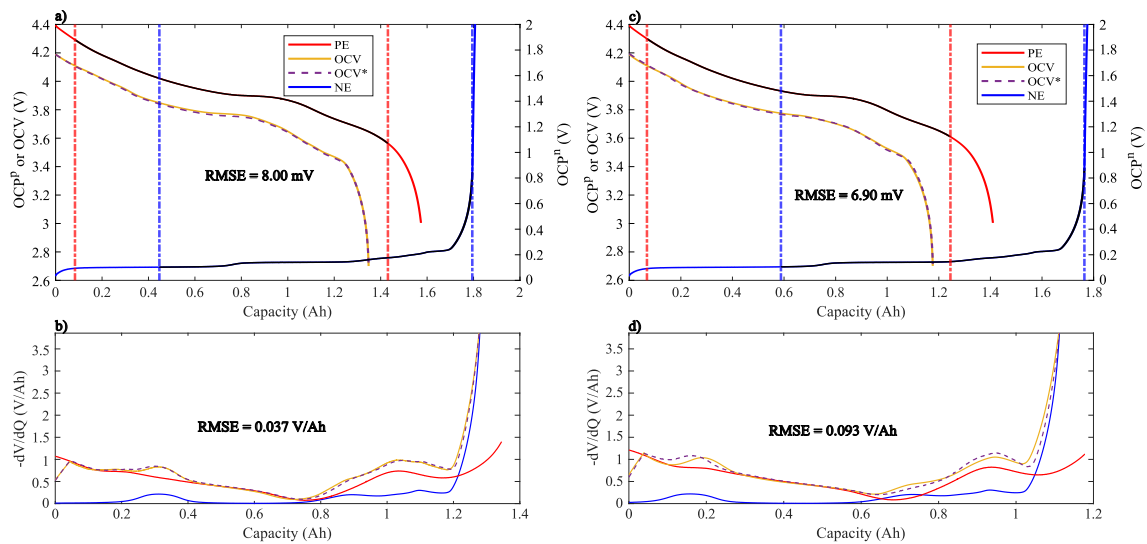 a)
4.4
4.2
4
3.8
3.6
3.4
3.2
3
2.8
2.6
OCPᵖ or OCV (V)
PE
OCV
OCV*
NE
RMSE = 8.00 mV
2
1.8
1.6
1.4
1.2
1
0.8
0.6
0.4
0.2
0
OCPⁿ (V)
0 0.2 0.4 0.6 0.8 1 1.2 1.4 1.6 1.8 2
Capacity (Ah)
c)
4.4
4.2
4
3.8
3.6
3.4
3.2
3
2.8
2.6
OCPᵖ or OCV (V)
PE
OCV
OCV*
NE
RMSE = 6.90 mV
2
1.8
1.6
1.4
1.2
1
0.8
0.6
0.4
0.2
0
OCPⁿ (V)
0 0.2 0.4 0.6 0.8 1 1.2 1.4 1.6 1.8
Capacity (Ah)
b)
3.5
3
2.5
2
1.5
1
0.5
0
-dV/dQ (V/Ah)
RMSE = 0.037 V/Ah
0 0.2 0.4 0.6 0.8 1 1.2 1.4
Capacity (Ah)
d)
3.5
3
2.5
2
1.5
1
0.5
0
-dV/dQ (V/Ah)
RMSE = 0.093 V/Ah
0 0.2 0.4 0.6 0.8 1 1.2
Capacity (Ah)